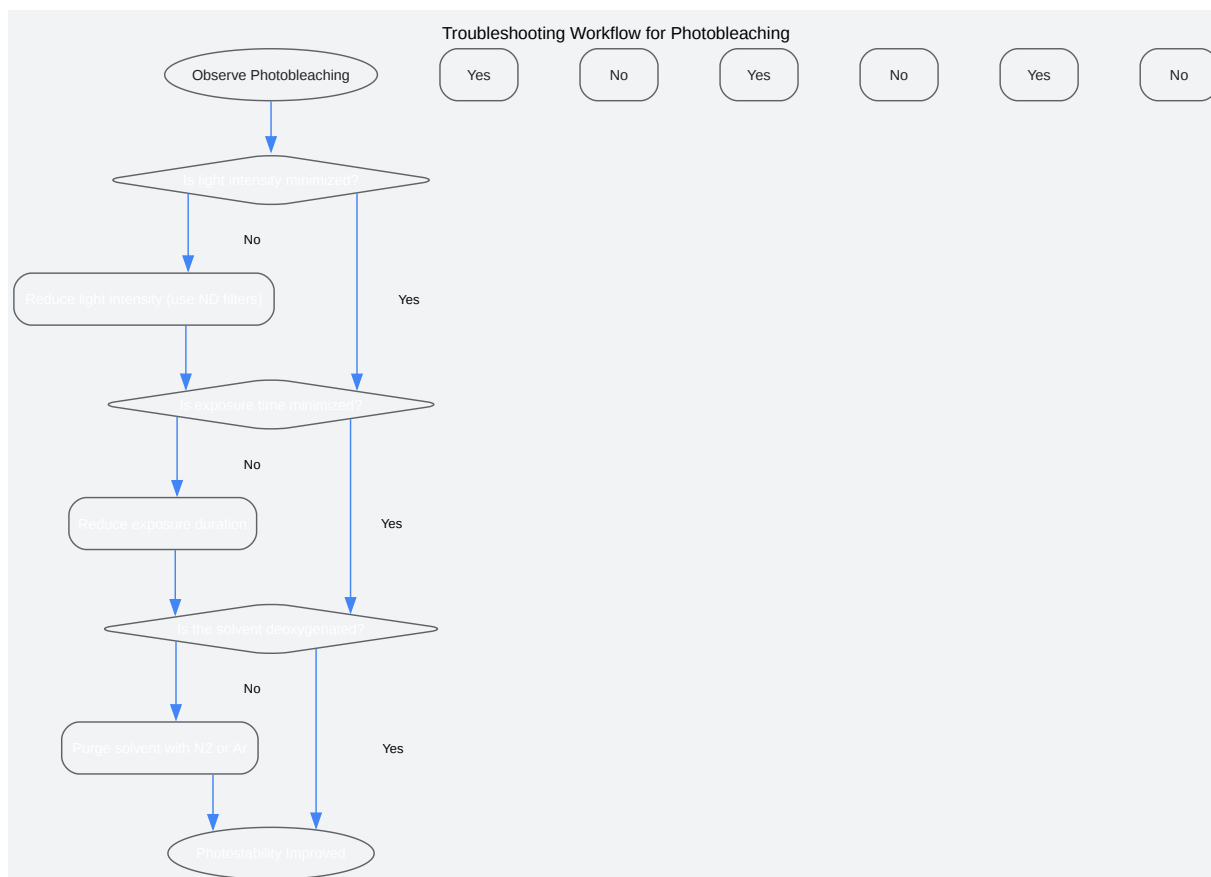 Troubleshooting Workflow for Photobleaching
Observe Photobleaching
Yes
No
Yes
No
Yes
No
Is light intensity minimized?
No
Reduce light intensity (use ND filters)
Yes
Is exposure time minimized?
No
Reduce exposure duration
Yes
Is the solvent deoxygenated?
No
Purge solvent with N2 or Ar
Yes
Photostability Improved